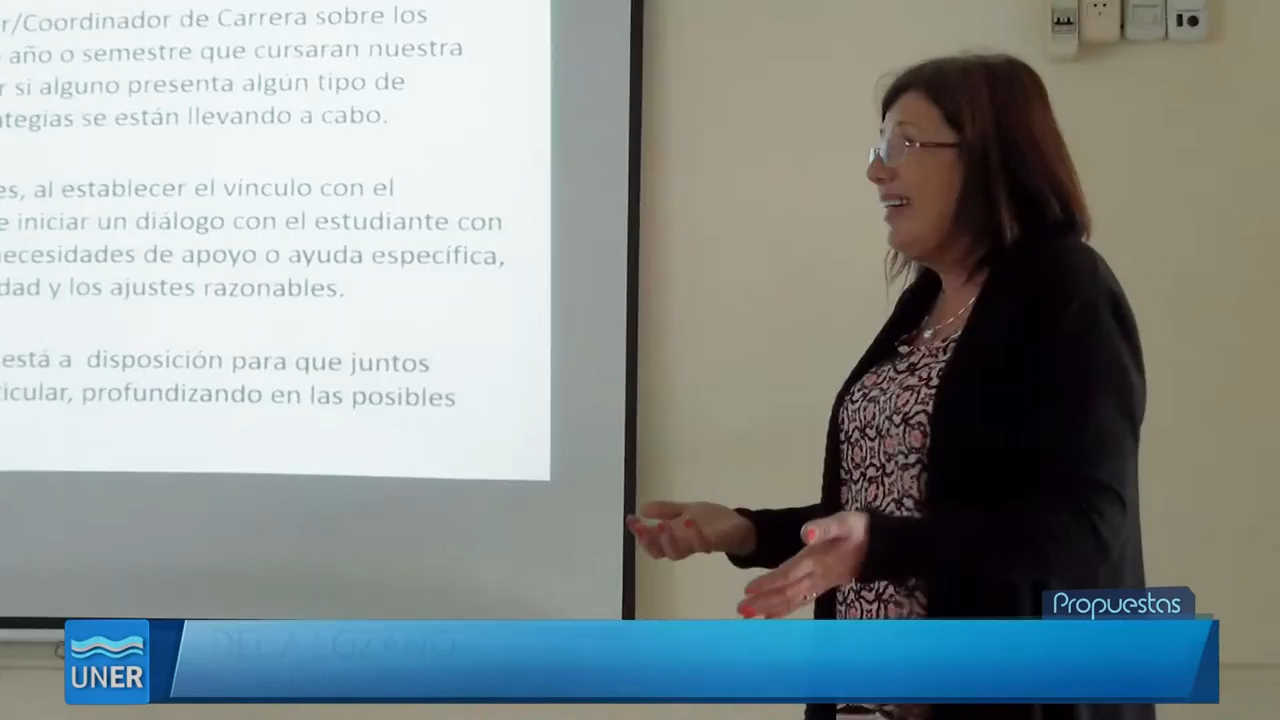 r/Coordinador de Carrera sobre los
año o semestre que cursaran nuestra
r si alguno presenta algún tipo de
tegias se están llevando a cabo.
es, al establecer el vínculo con el
e iniciar un diálogo con el estudiante con
necesidades de apoyo o ayuda específica,
dad y los ajustes razonables.
está a disposición para que juntos
ticular, profundizando en las posibles
Propuestas
UNER
LOZANO